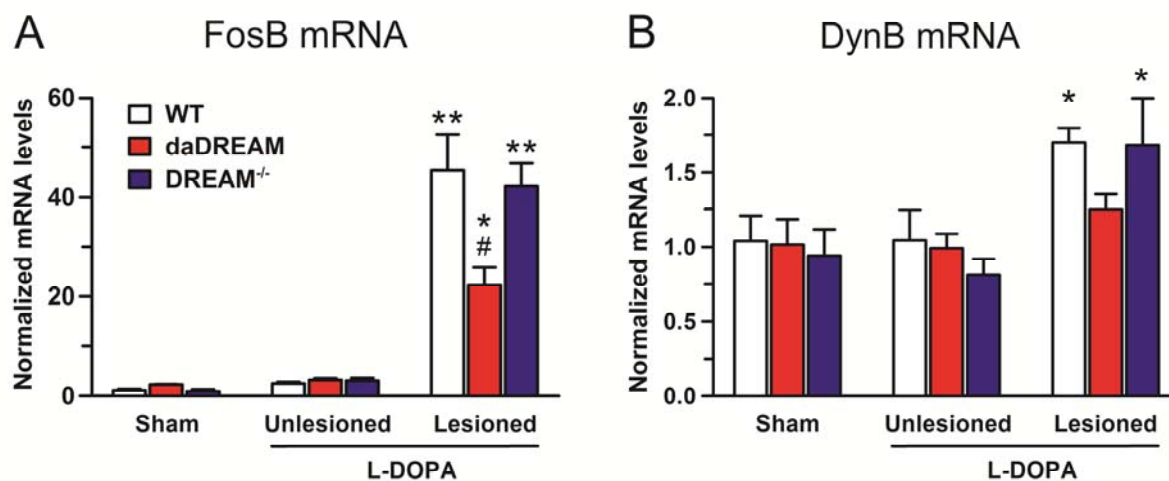 A
FosB mRNA
Normalized mRNA levels
60
40
20
0
WT
daDREAM
DREAM-/-
**
*
#
**
Sham
Unlesioned
Lesioned
L-DOPA
B
DynB mRNA
Normalized mRNA levels
2.0
1.5
1.0
0.5
0.0
*
*
Sham
Unlesioned
Lesioned
L-DOPA